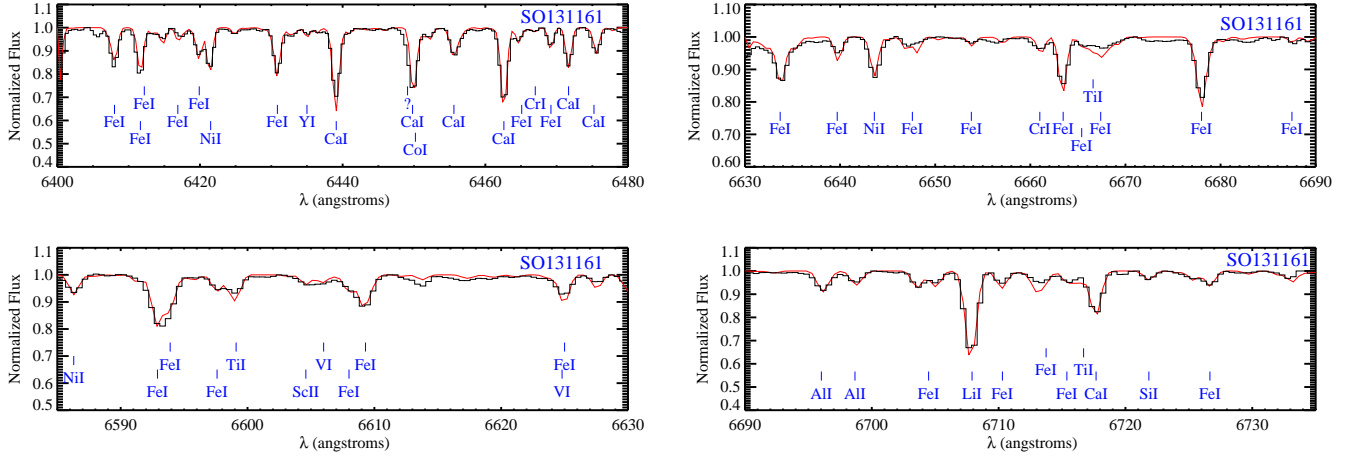 SO131161
Normalized Flux
1.1
1.0
0.9
0.8
0.7
0.6
0.5
0.4
FeI
FeI
FeI
FeI
FeI
NiI
FeI
YI
CaI
?
CaI
CoI
CaI
CaI
FeI
CrI
FeI
CaI
CaI
6400 6420 6440 6460 6480
λ (angstroms)
SO131161
Normalized Flux
1.10
1.00
0.90
0.80
0.70
0.60
FeI
FeI
NiI
FeI
FeI
CrI
FeI
FeI
TiI
FeI
FeI
FeI
6630 6640 6650 6660 6670 6680 6690
λ (angstroms)
SO131161
Normalized Flux
1.1
1.0
0.9
0.8
0.7
0.6
0.5
NiI
FeI
FeI
FeI
TiI
ScII
VI
FeI
FeI
FeI
VI
6590 6600 6610 6620 6630
λ (angstroms)
SO131161
Normalized Flux
1.1
1.0
0.9
0.8
0.7
0.6
0.5
0.4
AlI
AlI
FeI
LiI
FeI
FeI
FeI
TiI
CaI
SiI
FeI
6690 6700 6710 6720 6730
λ (angstroms)